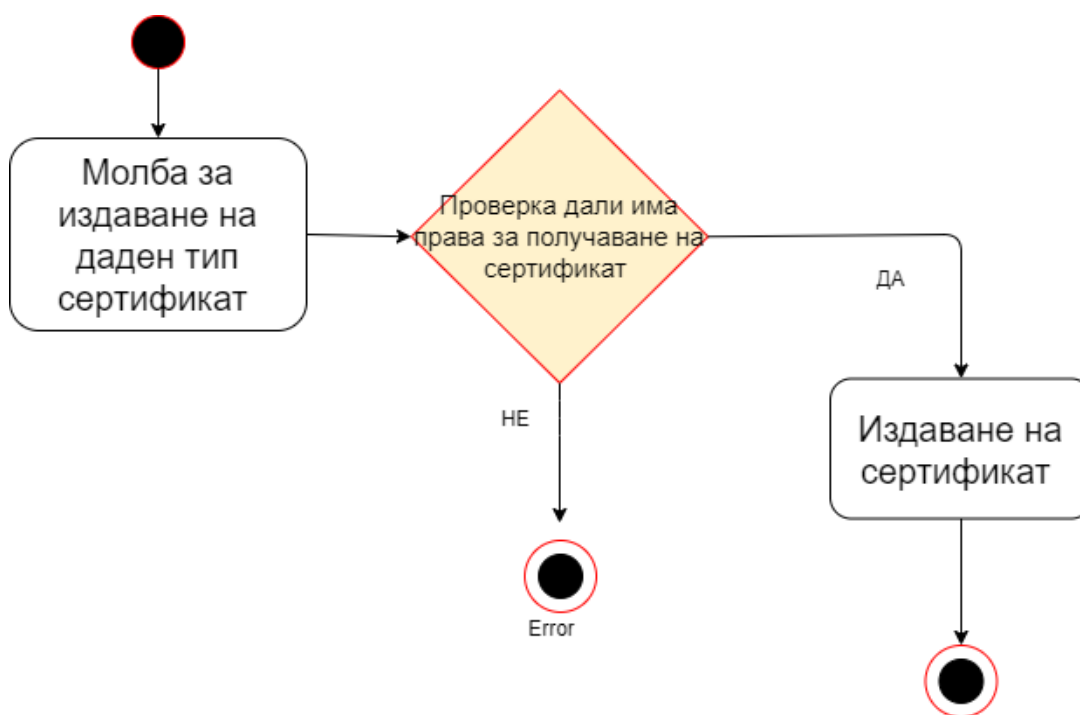 Молба за
издаване на
даден тип
сертификат
Проверка дали има
права за получаване на
сертификат
ДА
НЕ
Издаване на
сертификат
Error